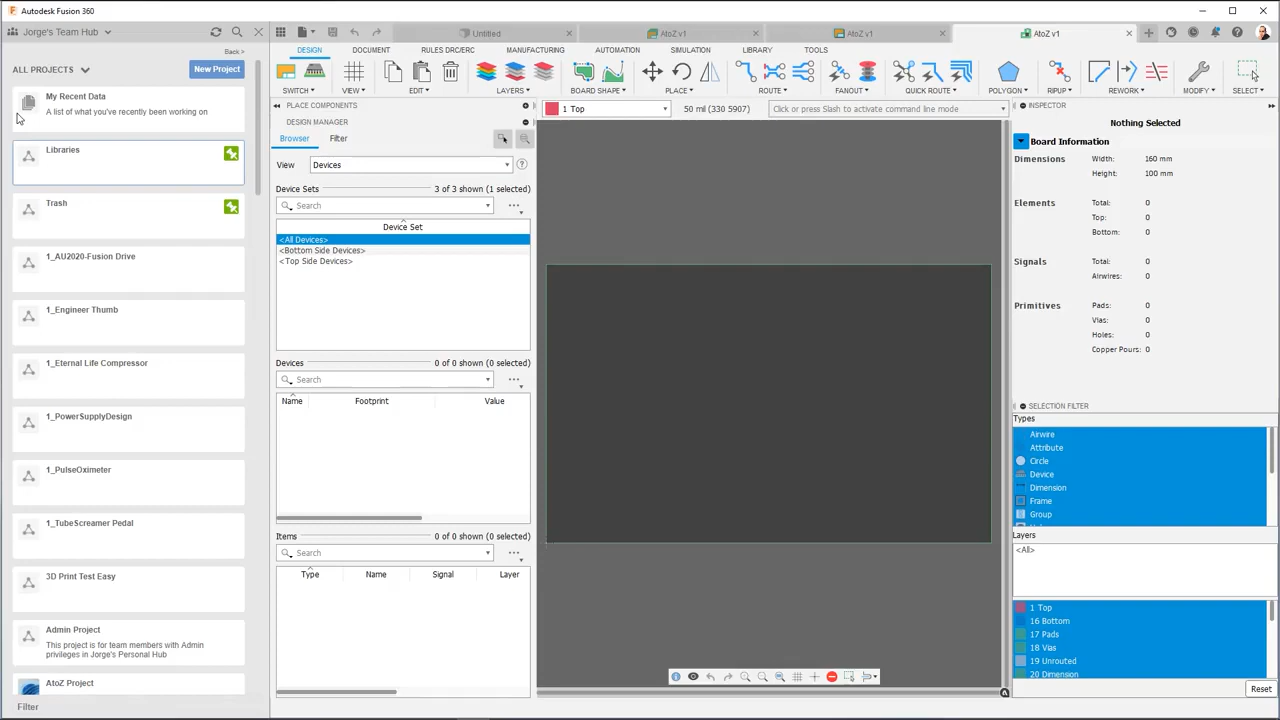 Autodesk Fusion 360
Jorge's Team Hub
Untitled
AtoZ v1
AtoZ v1
AtoZ v1
Back >
ALL PROJECTS
New Project
My Recent Data
A list of what you've recently been working on
Libraries
Trash
1_AU2020-Fusion Drive
1_Engineer Thumb
1_Eternal Life Compressor
1_PowerSupplyDesign
1_PulseOximeter
1_TubeScreamer Pedal
3D Print Test Easy
Admin Project
This project is for team members with Admin
privileges in Jorge's Personal Hub
AtoZ Project
Filter
DESIGN
DOCUMENT
RULES DRC/ERC
MANUFACTURING
AUTOMATION
SIMULATION
LIBRARY
TOOLS
SWITCH
EDIT
LAYERS
BOARD SHAPE
PLACE
ROUTE
FANOUT
QUICK ROUTE
POLYGON
RIPUP
REWORK
MODIFY
SELECT
PLACE COMPONENTS
DESIGN MANAGER
Browser
Filter
View
Devices
Device Sets
3 of 3 shown (1 selected)
Search
Device Set
<All Devices>
<Bottom Side Devices>
<Top Side Devices>
Devices
0 of 0 shown (0 selected)
Search
Name
Footprint
Value
Items
0 of 0 shown (0 selected)
Search
Type
Name
Signal
Layer
1 Top
50 mil (330 5907)
Click or press Slash to activate command line mode
INSPECTOR
Nothing Selected
Board Information
Dimensions
Width: 160 mm
Height: 100 mm
Elements
Total: 0
Top: 0
Bottom: 0
Signals
Total: 0
Airwires: 0
Primitives
Pads: 0
Vias: 0
Holes: 0
Copper Pours: 0
SELECTION FILTER
Types
Airwire
Attribute
Circle
Device
Dimension
Frame
Group
Layers
<All>
1 Top
16 Bottom
17 Pads
18 Vias
19 Unrouted
20 Dimension
Reset